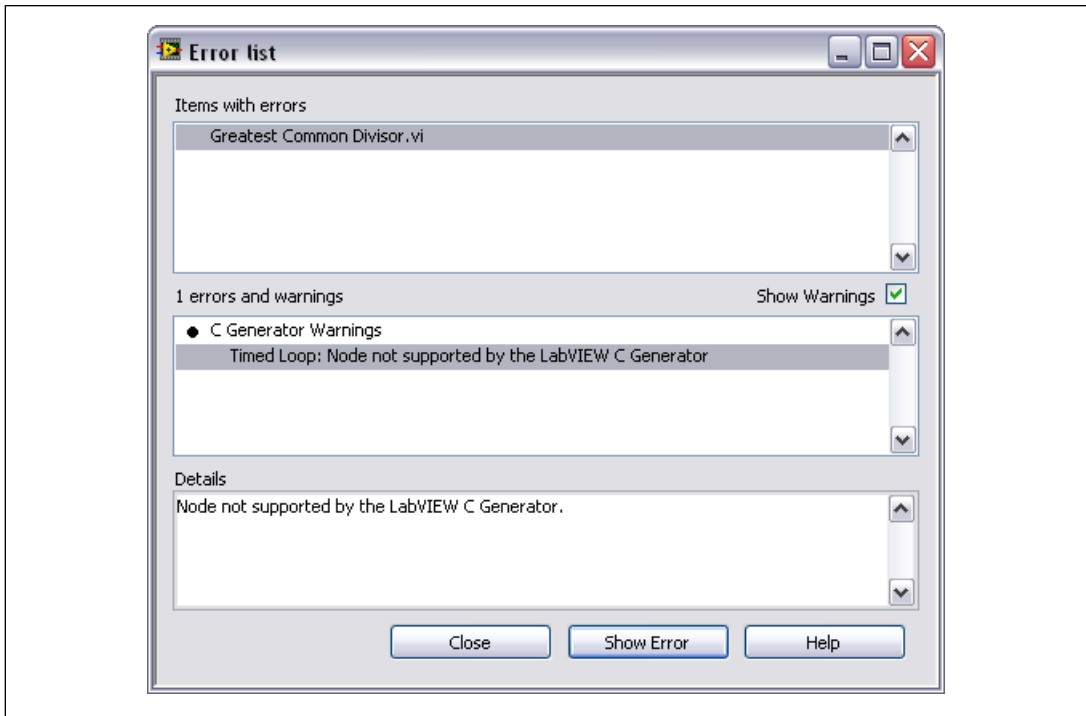 Error list
Items with errors
Greatest Common Divisor.vi
1 errors and warnings
Show Warnings
C Generator Warnings
Timed Loop: Node not supported by the LabVIEW C Generator
Details
Node not supported by the LabVIEW C Generator.
Close
Show Error
Help